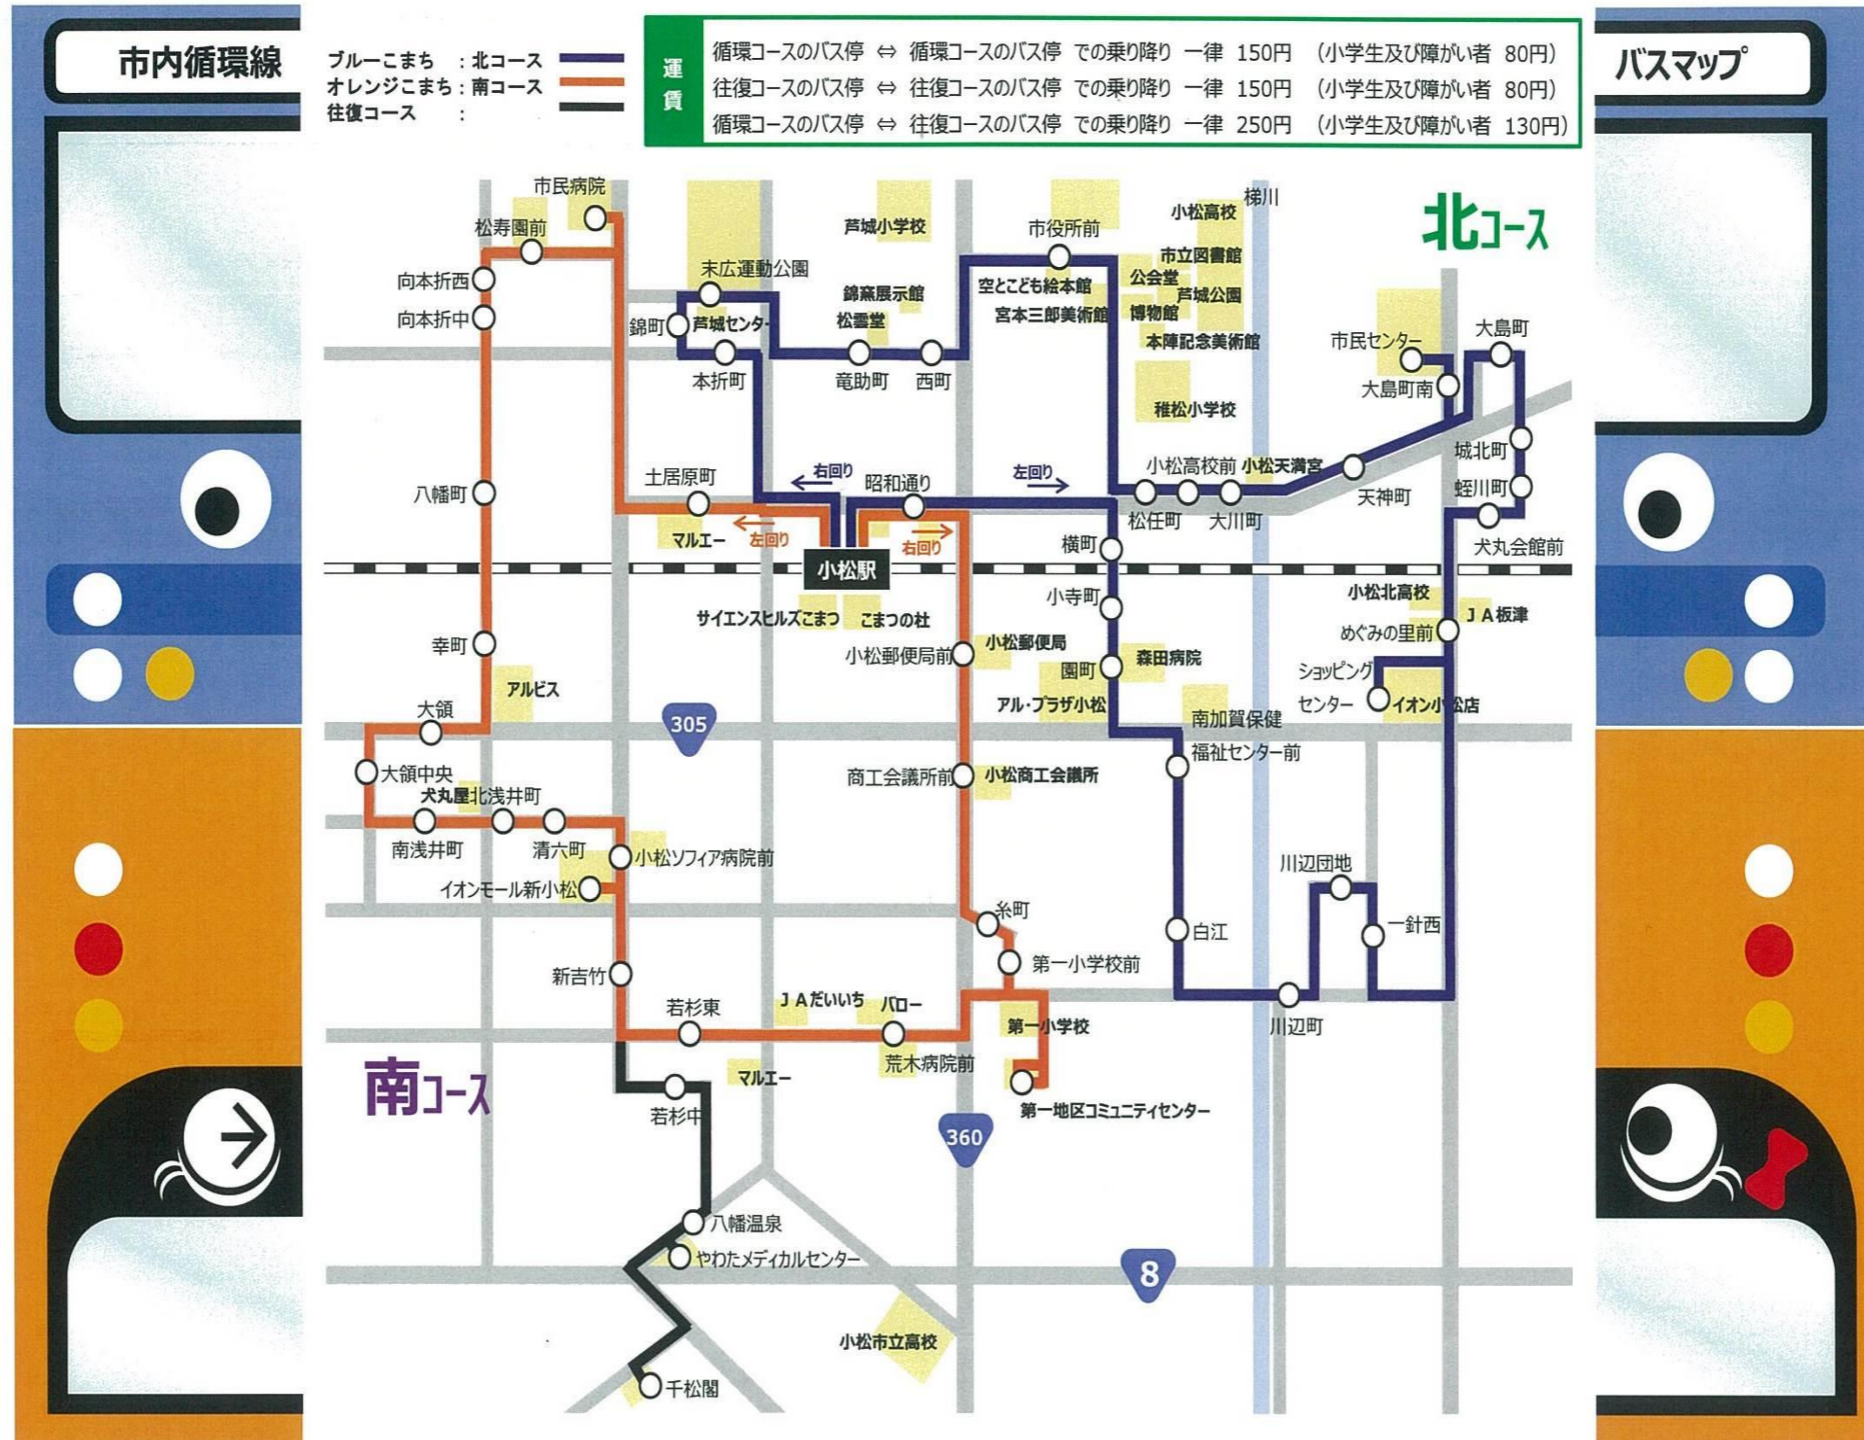 市内循環線
バスマップ
ブルーこまち : 北コース
オレンジこまち : 南コース
往復コース :
運賃
循環コースのバス停 ⇔ 循環コースのバス停 での乗り降り 一律 150円 (小学生及び障がい者 80円)
往復コースのバス停 ⇔ 往復コースのバス停 での乗り降り 一律 150円 (小学生及び障がい者 80円)
循環コースのバス停 ⇔ 往復コースのバス停 での乗り降り 一律 250円 (小学生及び障がい者 130円)
北コース
市民病院
松寿園前
向本折西
向本折中
末広運動公園
錦町
芦城センター
本折町
芦城小学校
錦窯展示館
松雲堂
竜助町
西町
市役所前
空とこども絵本館
宮本三郎美術館
小松高校
梯川
市立図書館
公会堂
芦城公園
博物館
本陣記念美術館
稚松小学校
市民センター
大島町
大島町南
城北町
蛭川町
犬丸会館前
八幡町
土居原町
マルエー
右回り
左回り
昭和通り
左回り
右回り
小松高校前
小松天満宮
松任町
大川町
天神町
横町
小松駅
サイエンスヒルズこまつ
こまつの杜
小寺町
小松北高校
JA板津
めぐみの里前
幸町
小松郵便局前
小松郵便局
園町
森田病院
ショッピング
センター
イオン小松店
アルビス
アル・プラザ小松
南加賀保健
福祉センター前
大領
305
大領中央
商工会議所前
小松商工会議所
犬丸屋
北浅井町
南浅井町
清六町
小松ソフィア病院前
イオンモール新小松
川辺団地
糸町
白江
一針西
新吉竹
第一小学校前
若杉東
JAだいいち
バロー
第一小学校
川辺町
荒木病院前
南コース
マルエー
若杉中
第一地区コミュニティセンター
360
八幡温泉
やわたメディカルセンター
8
小松市立高校
千松閣